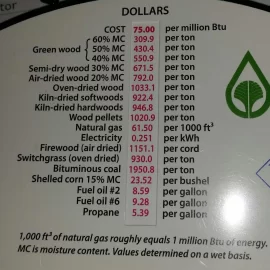 tor
DOLLARS
COST 75.00 per million Btu
60% MC 309.9 per ton
Green wood 50% MC 430.4 per ton
40% MC 550.9 per ton
Semi-dry wood 30% MC 671.5 per ton
Air-dried wood 20% MC 792.0 per ton
Oven-dried wood 1033.1 per ton
Kiln-dried softwoods 922.4 per ton
Kiln-dried hardwoods 946.8 per ton
Wood pellets 1020.9 per ton
Natural gas 61.50 per 1000 ft³
Electricity 0.251 per kWh
Firewood (air dried) 1151.1 per cord
Switchgrass (oven dried) 930.0 per ton
Bituminous coal 1950.8 per ton
Shelled corn 15% MC 23.52 per bushel
Fuel oil #2 8.59 per gallon
Fuel oil #6 9.28 per gallon
Propane 5.39 per gallon
1,000 ft³ of natural gas roughly equals 1 million Btu of energy.
MC is moisture content. Values determined on a wet basis.